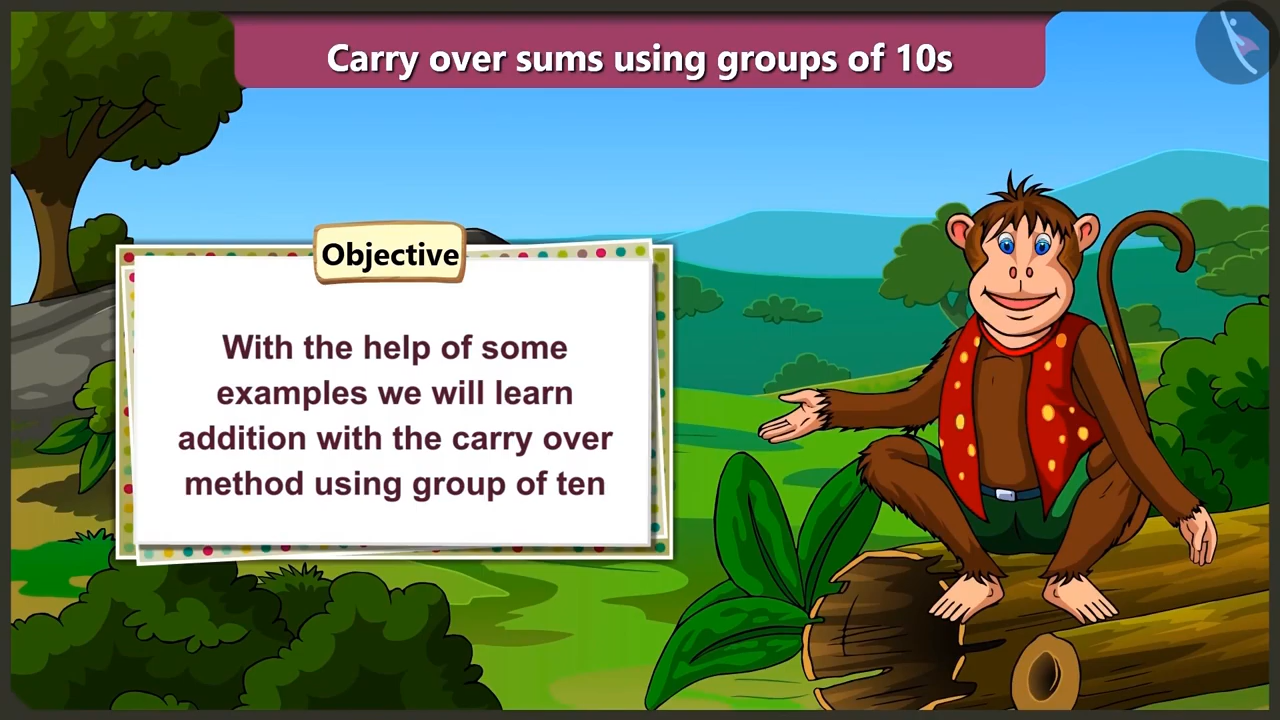 Carry over sums using groups of 10s
Objective
With the help of some
examples we will learn
addition with the carry over
method using group of ten